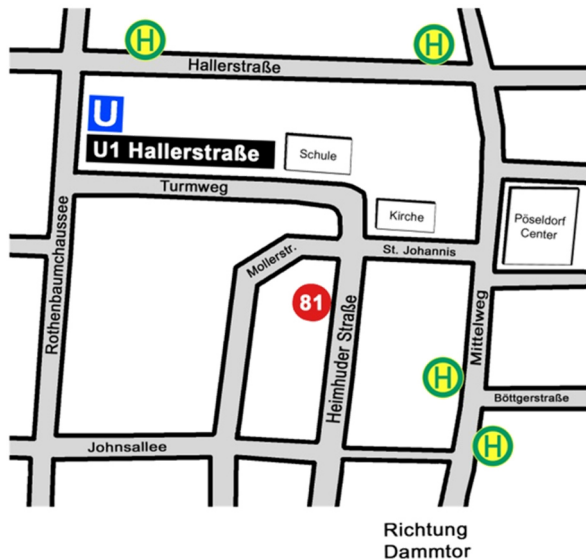 H
H
Hallerstraße
U
U1 Hallerstraße
Schule
Turmweg
Kirche
Pöseldorf
Center
St. Johannis
Mollerstr.
Rothenbaumchaussee
81
Heimhuder Straße
Mittelweg
H
Böttgerstraße
H
Johnsallee
Richtung
Dammtor